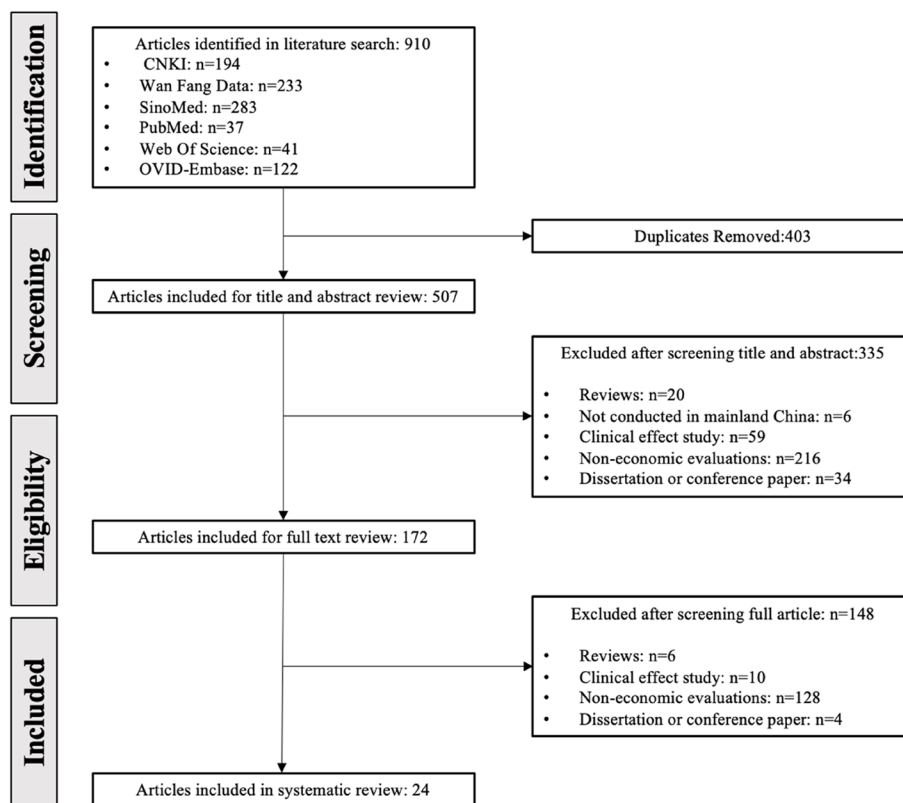 Identification
Articles identified in literature search: 910
• CNKI: n=194
• Wan Fang Data: n=233
• SinoMed: n=283
• PubMed: n=37
• Web Of Science: n=41
• OVID-Embase: n=122
Screening
Duplicates Removed:403
Articles included for title and abstract review: 507
Excluded after screening title and abstract:335
• Reviews: n=20
• Not conducted in mainland China: n=6
• Clinical effect study: n=59
• Non-economic evaluations: n=216
• Dissertation or conference paper: n=34
Eligibility
Articles included for full text review: 172
Excluded after screening full article: n=148
• Reviews: n=6
• Clinical effect study: n=10
• Non-economic evaluations: n=128
• Dissertation or conference paper: n=4
Included
Articles included in systematic review: 24